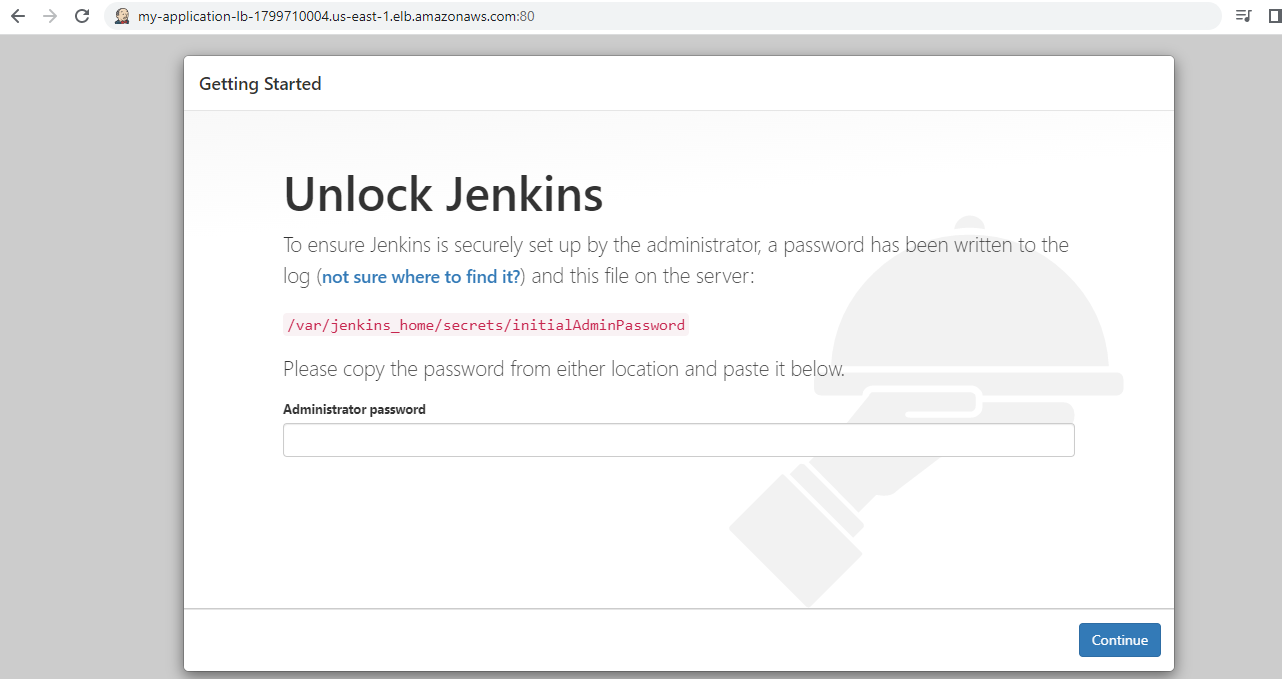 my-application-lb-1799710004.us-east-1.elb.amazonaws.com:80
Getting Started
Unlock Jenkins
To ensure Jenkins is securely set up by the administrator, a password has been written to the
log (not sure where to find it?) and this file on the server:
/var/jenkins_home/secrets/initialAdminPassword
Please copy the password from either location and paste it below.
Administrator password
Continue